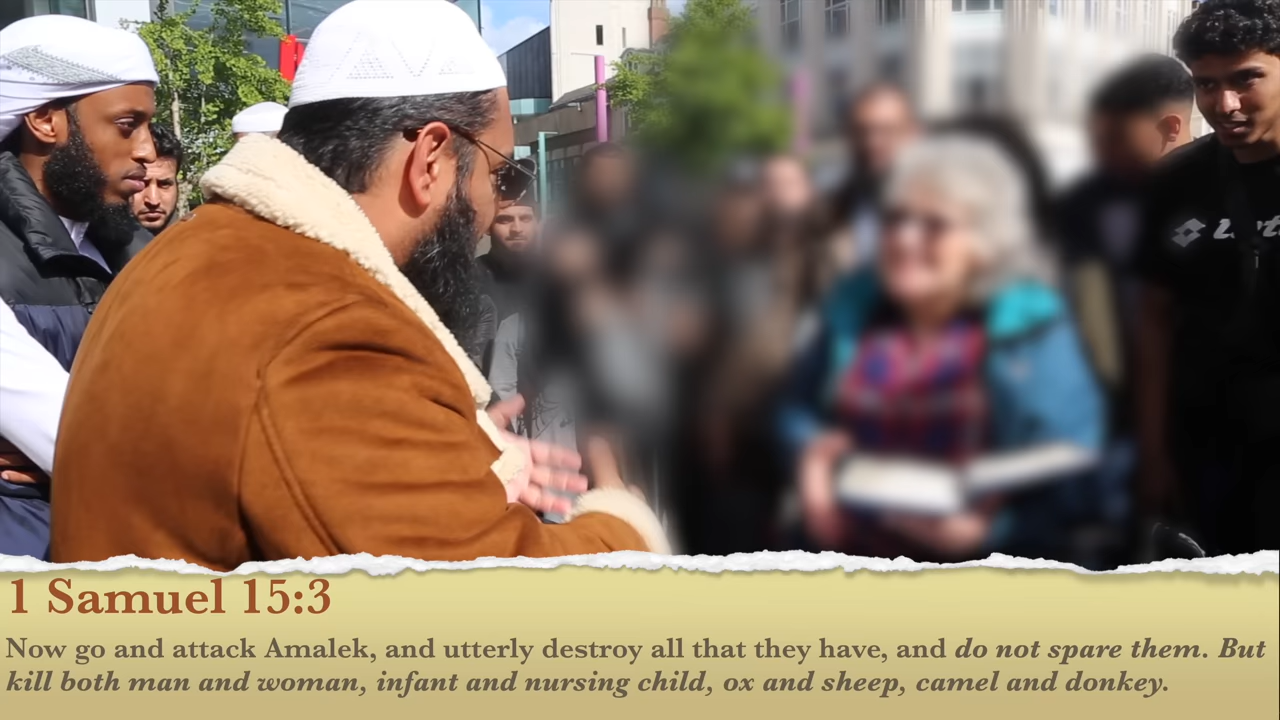 1 Samuel 15:3
Now go and attack Amalek, and utterly destroy all that they have, and do not spare them. But
kill both man and woman, infant and nursing child, ox and sheep, camel and donkey.